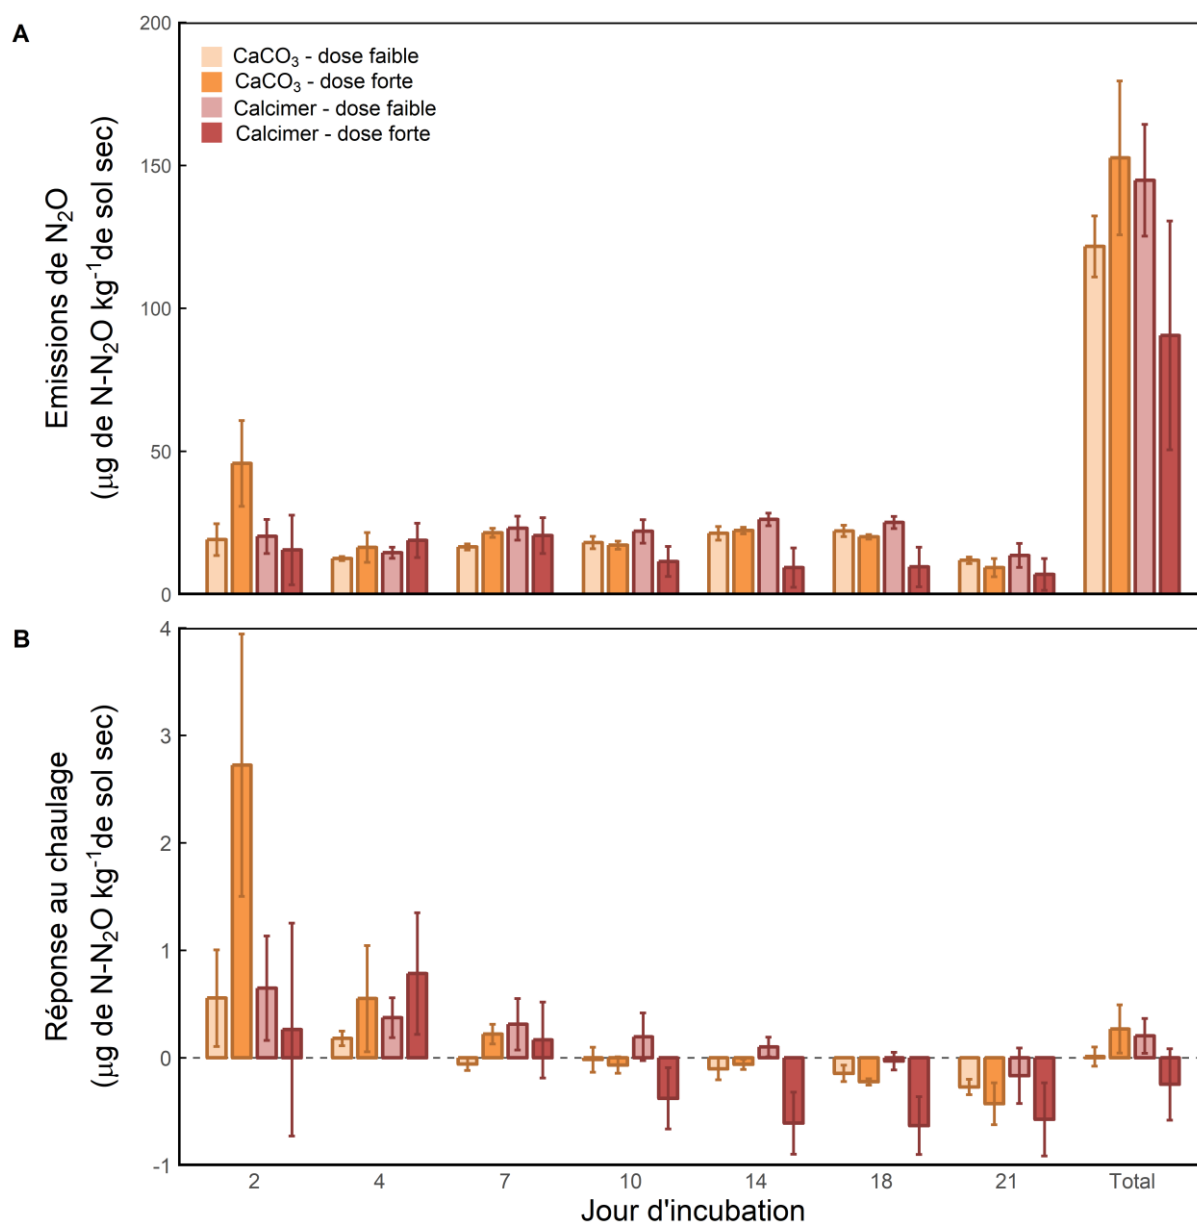 A
200
150
100
50
0
Emissions de N₂O
(µg de N-N₂O kg⁻¹de sol sec)
CaCO₃ - dose faible
CaCO₃ - dose forte
Calcimer - dose faible
Calcimer - dose forte
B
4
3
2
1
0
-1
Réponse au chaulage
(µg de N-N₂O kg⁻¹de sol sec)
2 4 7 10 14 18 21 Total
Jour d'incubation